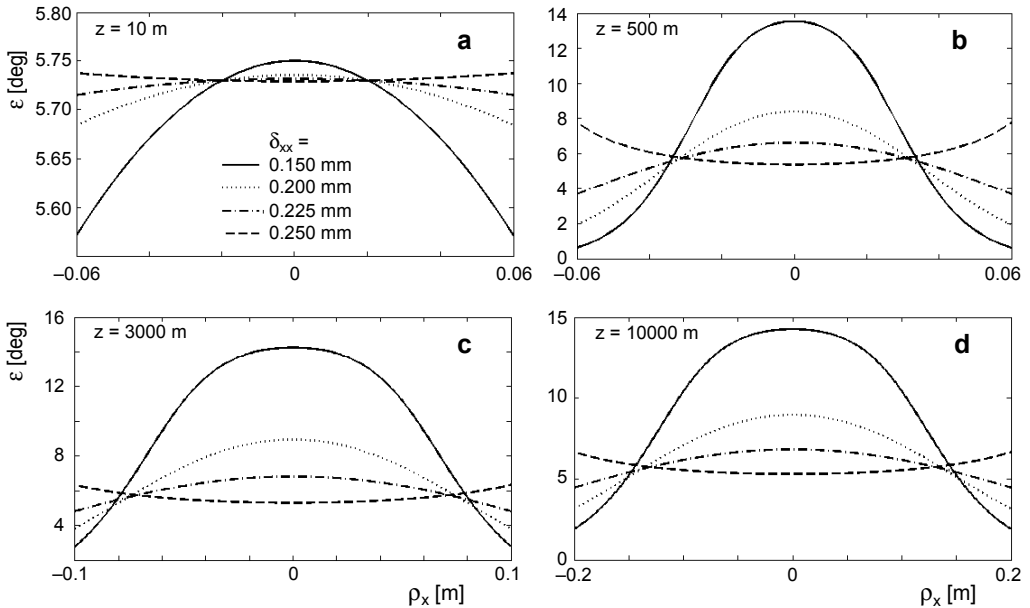 5.80
z = 10 m
a
5.75
ε [deg]
5.70
5.65
5.60
δxx =
0.150 mm
0.200 mm
0.225 mm
0.250 mm
–0.06
0
0.06
14
z = 500 m
b
12
10
8
6
4
2
0
–0.06
0
0.06
16
z = 3000 m
c
ε [deg]
12
8
4
–0.1
0
0.1
ρx [m]
20
z = 10000 m
d
15
10
5
0
–0.2
0
0.2
ρx [m]